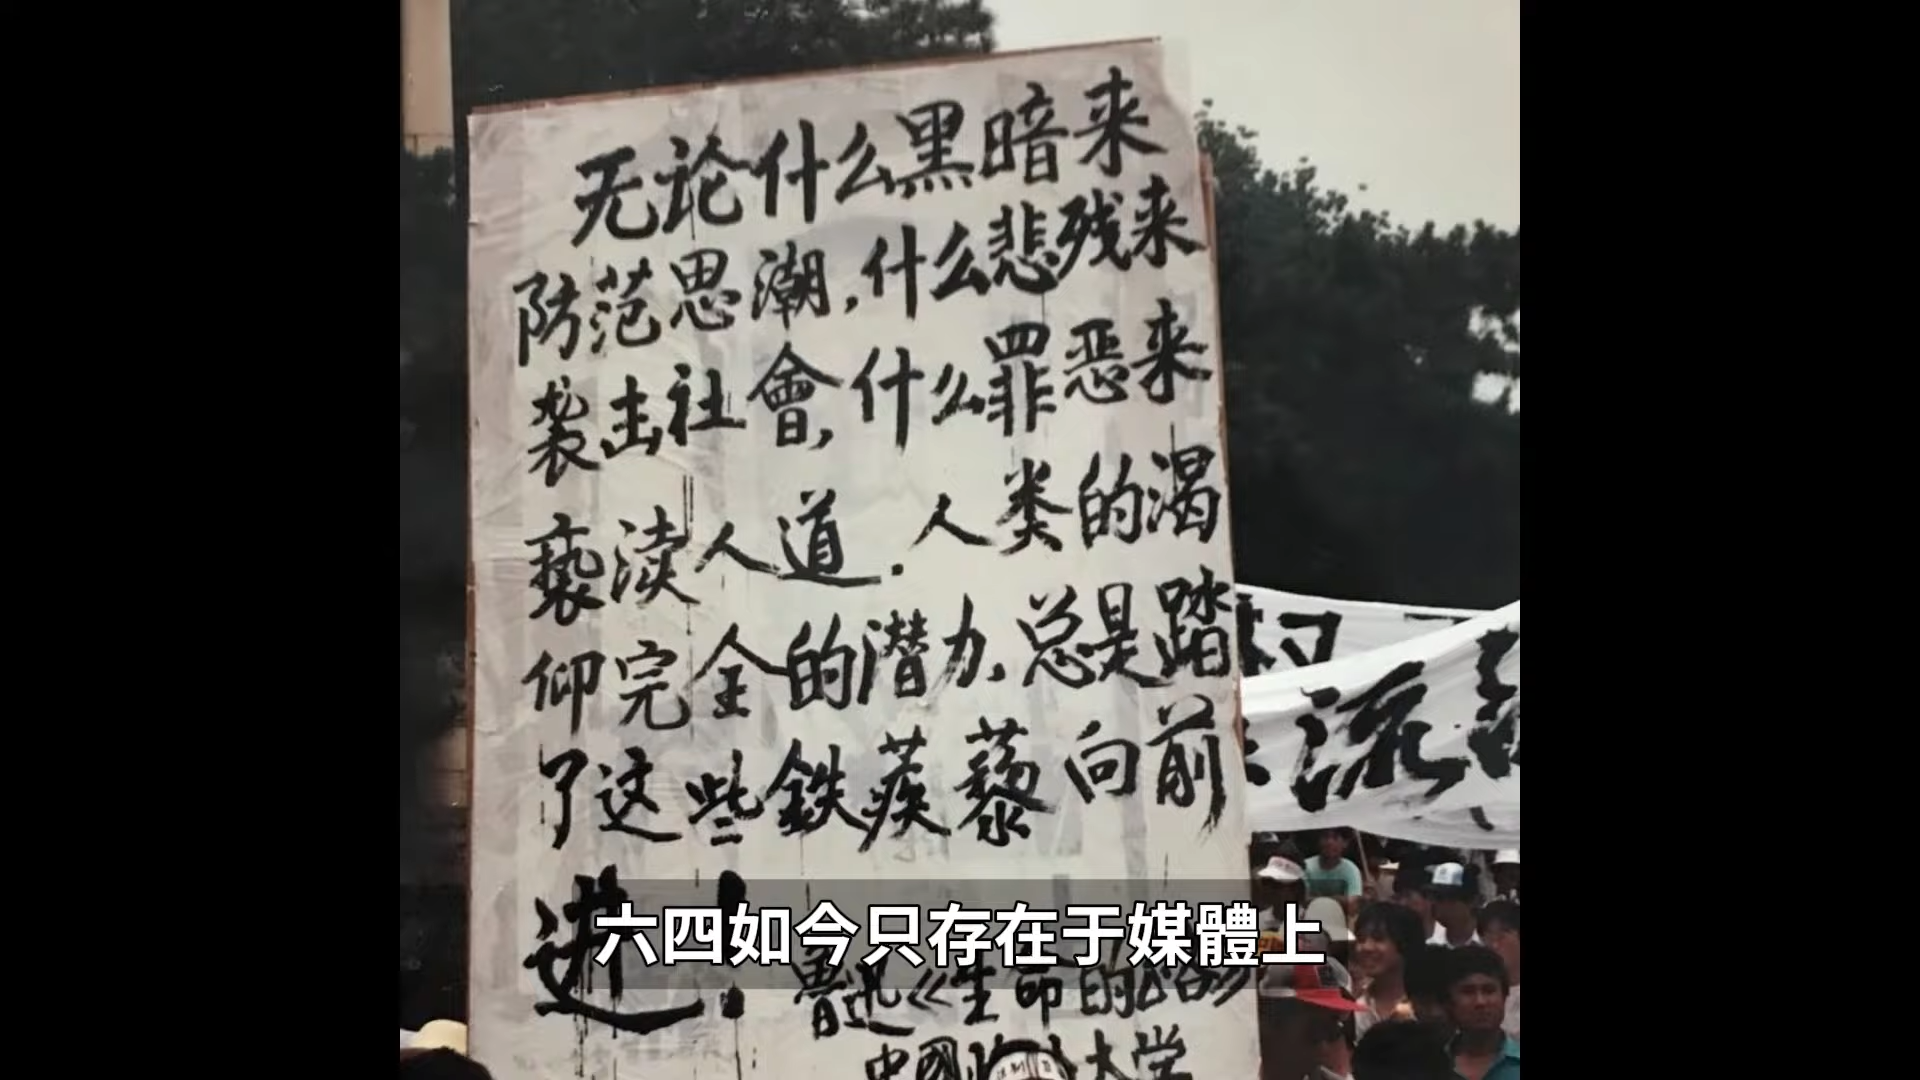 无论什么黑暗来
防范思潮,什么悲残来
袭击社會,什么罪恶来
亵渎人道.人类的渴
仰完全的潜力,总是踏
了这些鉄蒺藜向前
进!
鲁迅《生命的路》
中國 大学
流
六四如今只存在于媒體上